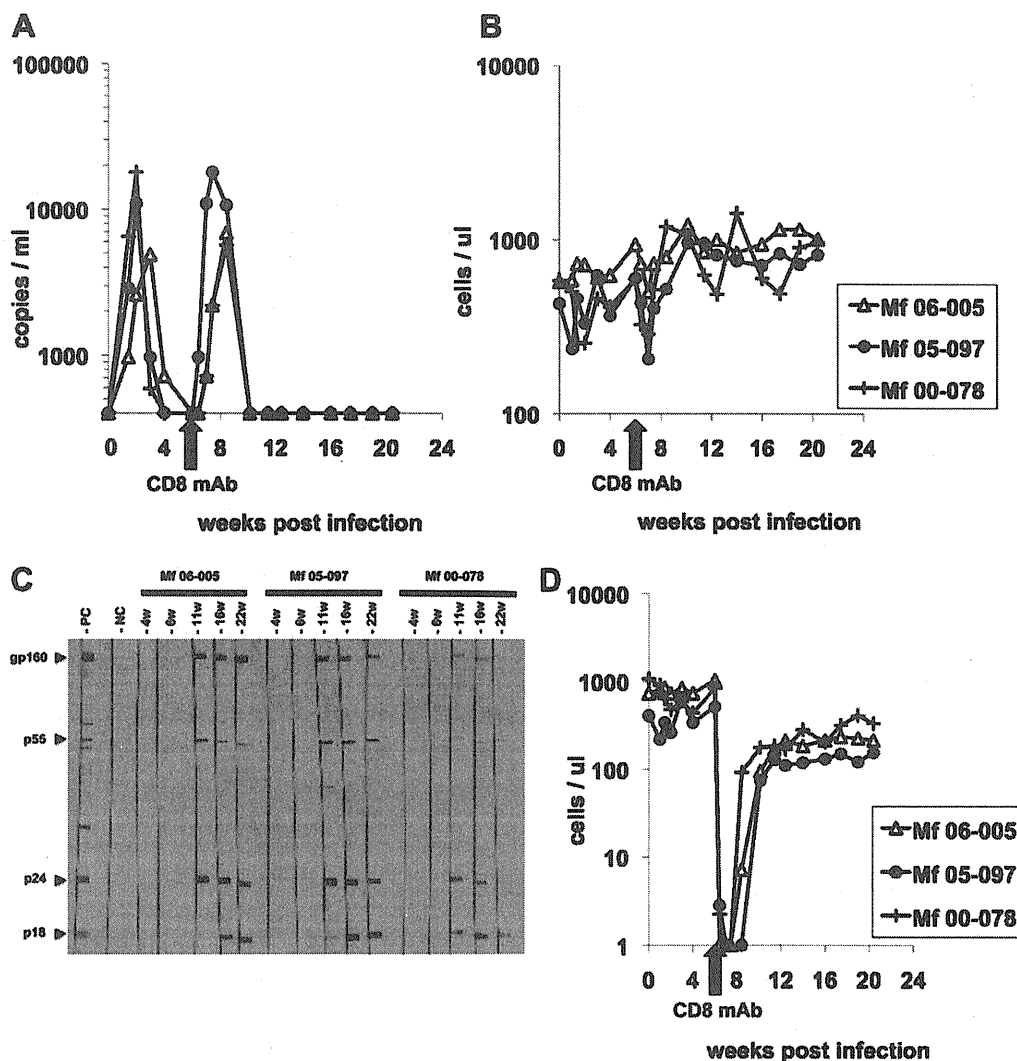 A
100000
10000
1000
copies / ml
0 4 8 12 16 20 24
CD8 mAb
weeks post infection
B
10000
1000
100
cells / ul
0 4 8 12 16 20 24
CD8 mAb
weeks post infection
Mf 06-005
Mf 05-097
Mf 00-078
C
Mf 06-005 Mf 05-097 Mf 00-078
- PC - NC - 4w - 6w - 11w - 16w - 22w - 4w - 6w - 11w - 16w - 22w - 4w - 6w - 11w - 16w - 22w
gp160
p55
p24
p18
D
10000
1000
100
10
1
cells / ul
0 4 8 12 16 20 24
CD8 mAb
weeks post infection
Mf 06-005
Mf 05-097
Mf 00-078